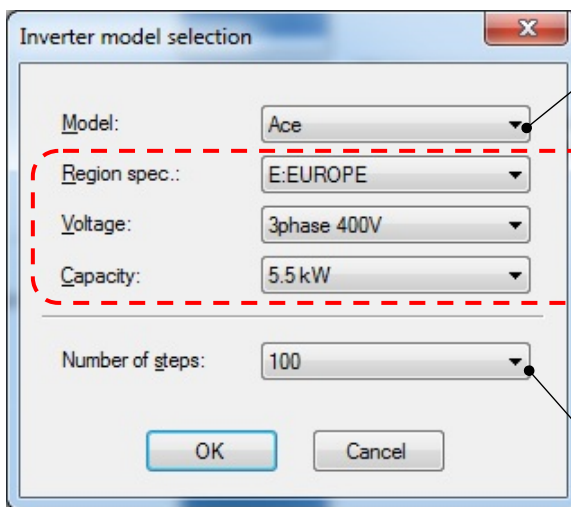 Inverter model selection
Model: Ace
Region spec.: E:EUROPE
Voltage: 3phase 400V
Capacity: 5.5 kW
Number of steps: 100
OK Cancel